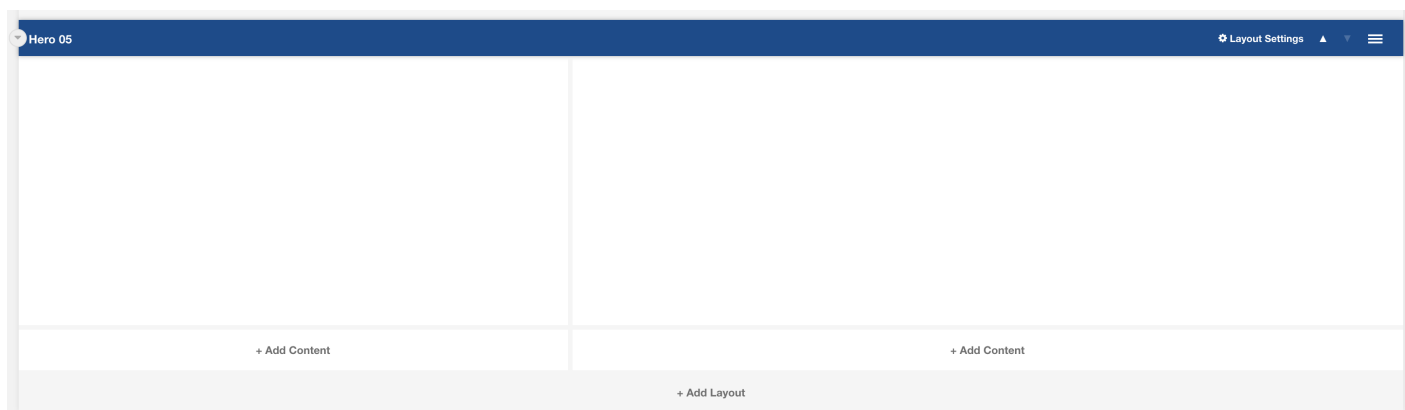 Hero 05
Layout Settings
+ Add Content
+ Add Content
+ Add Layout